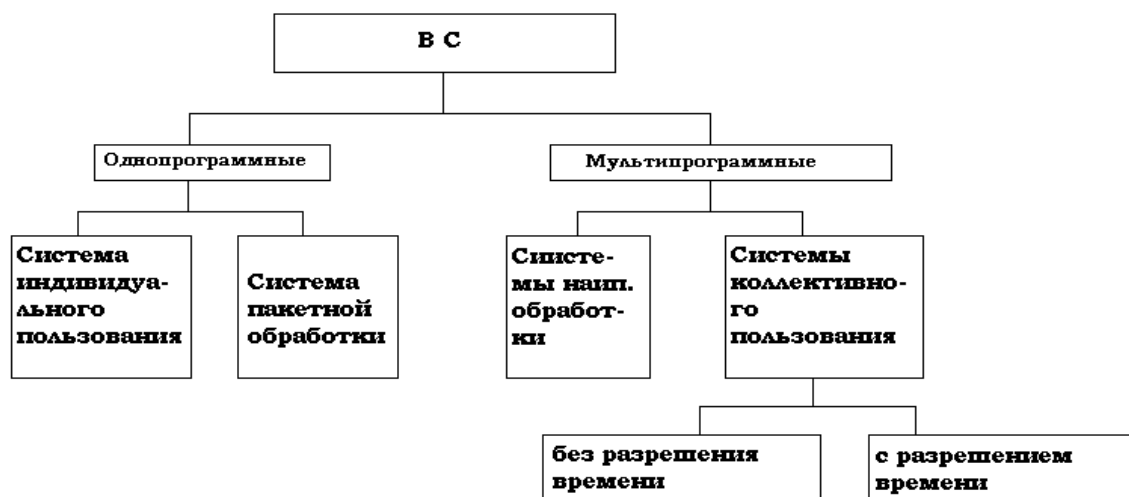 В С
Однопрограммные
Мультипрограммные
Система
индивидуа-
льного
пользования
Система
пакетной
обработки
Сиисте-
мы наип.
обработ-
ки
Системы
коллективно-
го
пользования
без разрешения
времени
с разрешением
времени